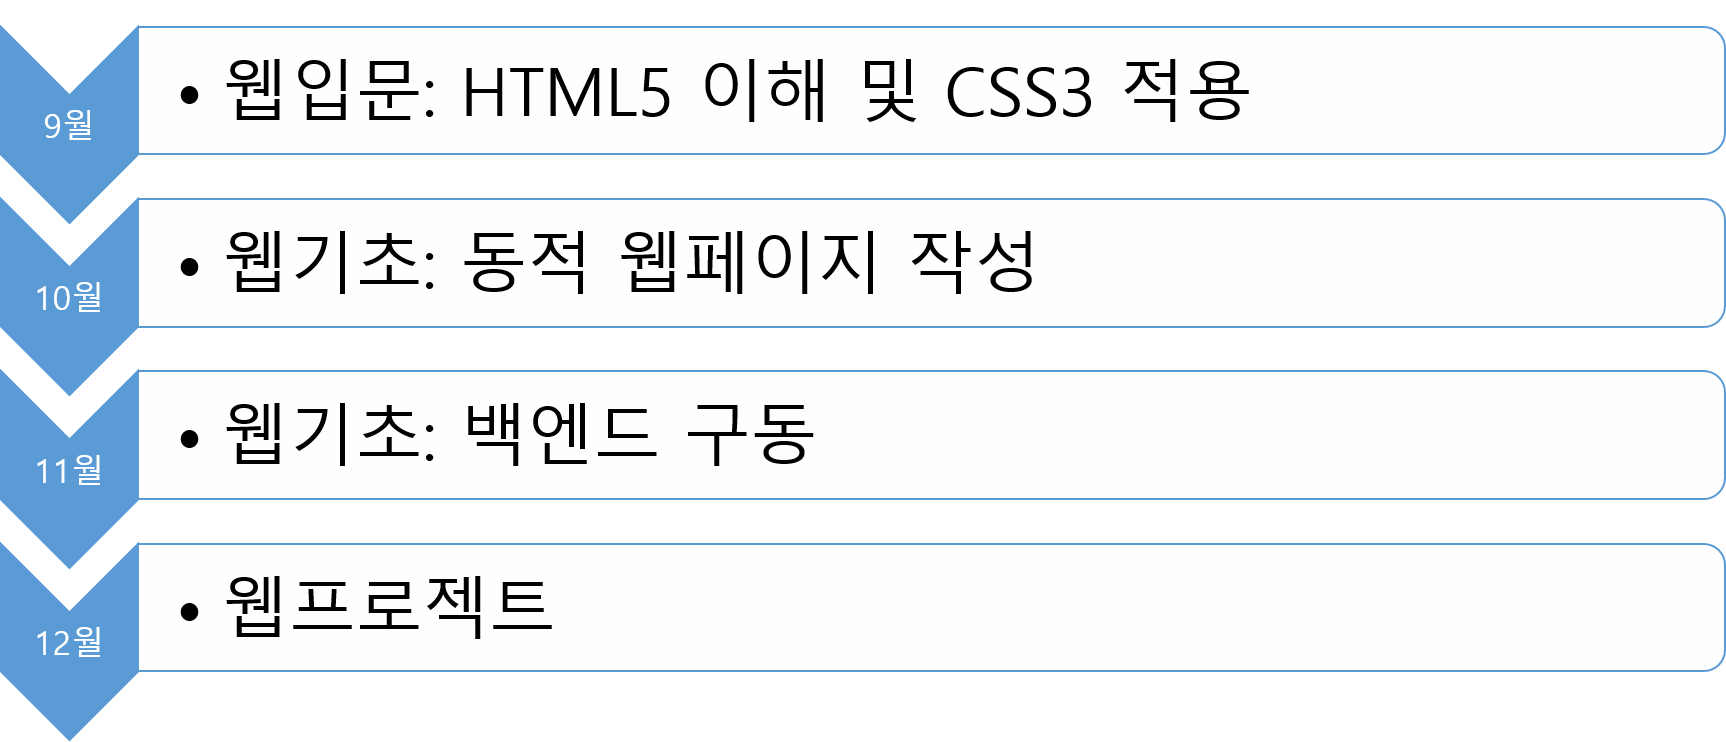 9월
• 웹입문: HTML5 이해 및 CSS3 적용
10월
• 웹기초: 동적 웹페이지 작성
11월
• 웹기초: 백엔드 구동
12월
• 웹프로젝트